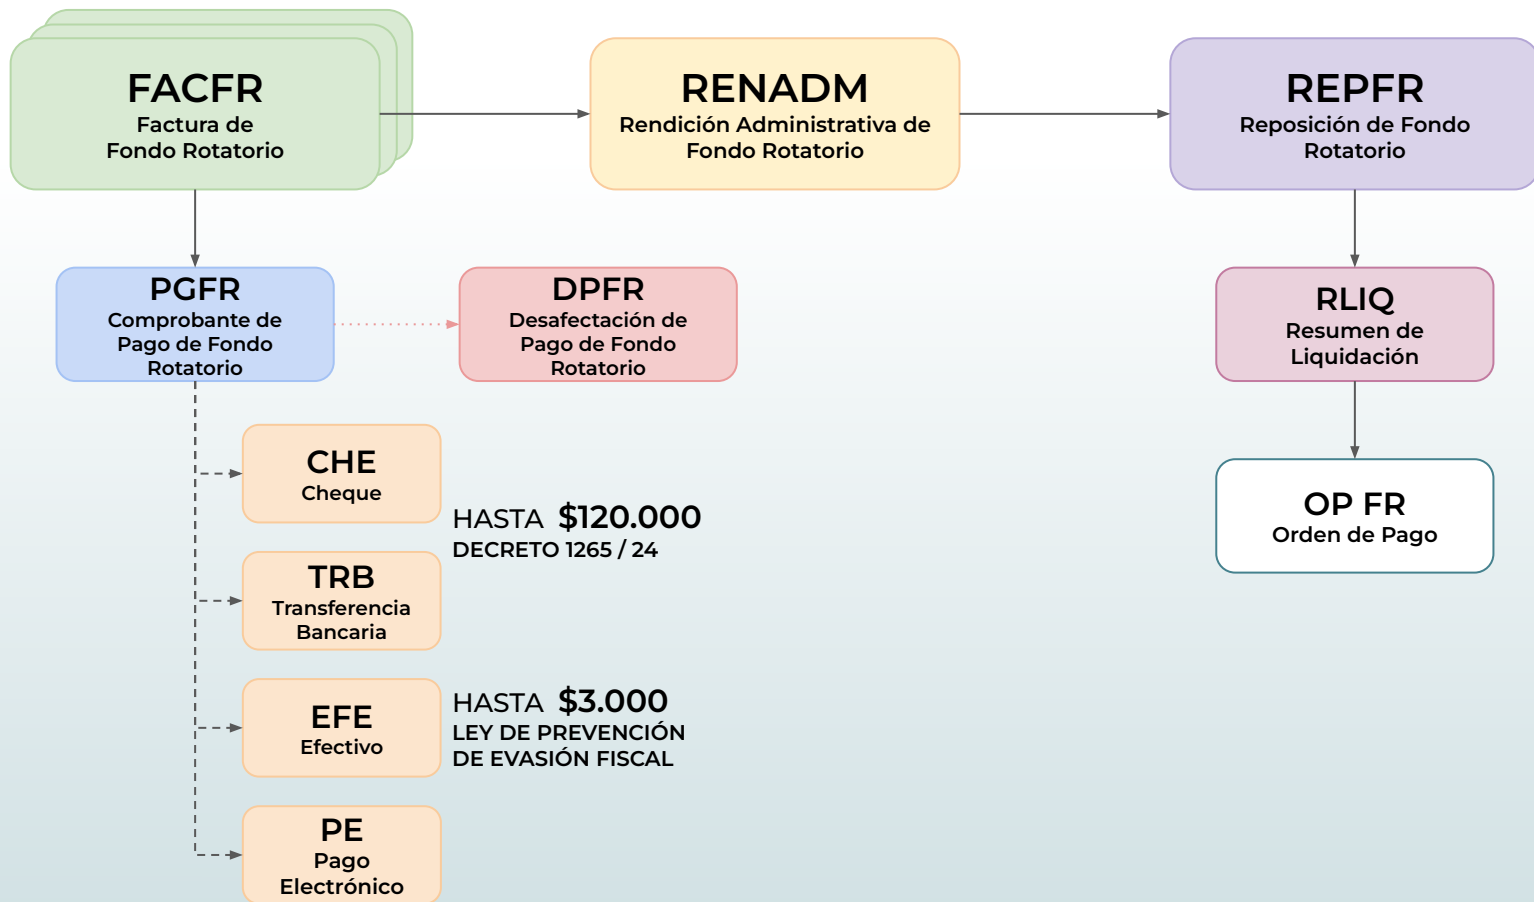 FACFR
Factura de
Fondo Rotatorio
RENADM
Rendición Administrativa de
Fondo Rotatorio
REPFR
Reposición de Fondo
Rotatorio
PGFR
Comprobante de
Pago de Fondo
Rotatorio
DPFR
Desafectación de
Pago de Fondo
Rotatorio
RLIQ
Resumen de
Liquidación
CHE
Cheque
HASTA $120.000
DECRETO 1265 / 24
OP FR
Orden de Pago
TRB
Transferencia
Bancaria
EFE
Efectivo
HASTA $3.000
LEY DE PREVENCIÓN
DE EVASIÓN FISCAL
PE
Pago
Electrónico